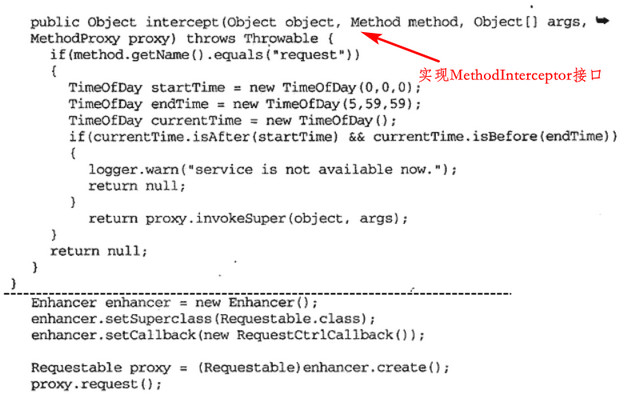 public Object intercept(Object object, Method method, Object[] args, ➥
MethodProxy proxy) throws Throwable {
if(method.getName().equals("request"))
实现MethodInterceptor接口
{
TimeOfDay startTime = new TimeOfDay(0,0,0);
TimeOfDay endTime = new TimeOfDay(5,59,59);
TimeOfDay currentTime = new TimeOfDay();
if(currentTime.isAfter(startTime) && currentTime.isBefore(endTime))
{
logger.warn("service is not available now.");
return null;
}
return proxy.invokeSuper(object, args);
}
return null;
}
}
Enhancer enhancer = new Enhancer();
enhancer.setSuperclass(Requestable.class);
enhancer.setCallback(new RequestCtrlCallback());
Requestable proxy = (Requestable)enhancer.create();
proxy.request();